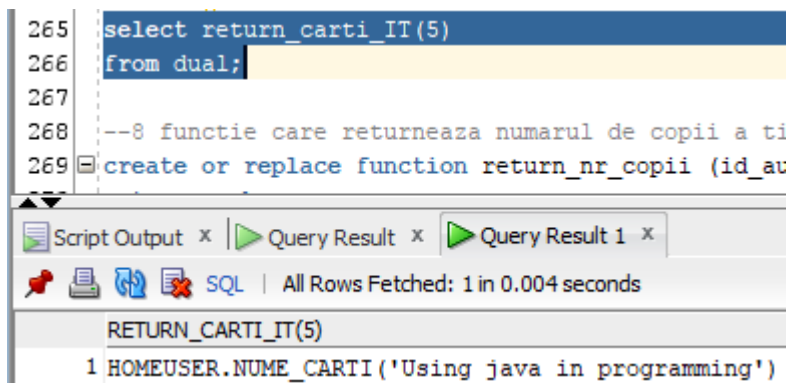 265 select return_carti_IT(5)
266 from dual;
267
268 --8 functie care returneaza numarul de copii a ti
269 create or replace function return_nr_copii (id_au
Script Output x Query Result x Query Result 1 x
SQL | All Rows Fetched: 1 in 0.004 seconds
RETURN_CARTI_IT(5)
1 HOMEUSER.NUME_CARTI('Using java in programming')